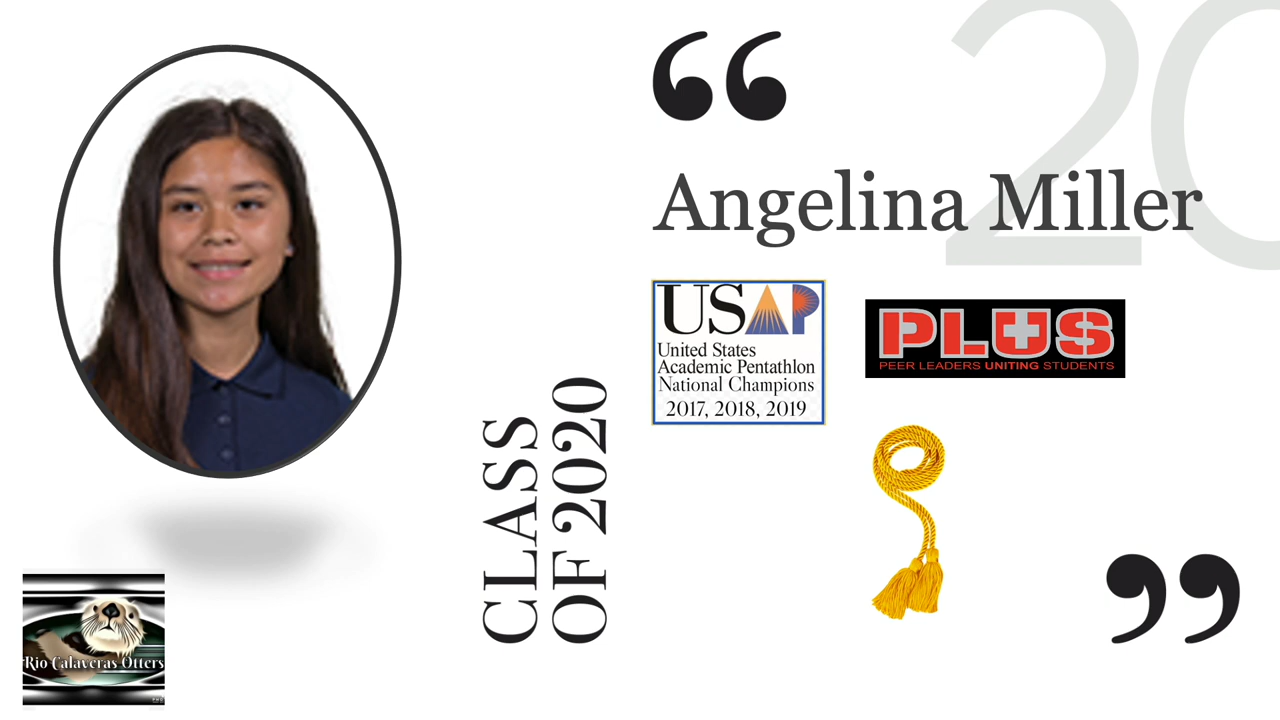 “
20
Angelina Miller
USAP
United States
Academic Pentathlon
National Champions
2017, 2018, 2019
PLUS
PEER LEADERS UNITING STUDENTS
CLASS
OF 2020
”
Rio Calaveras Otters